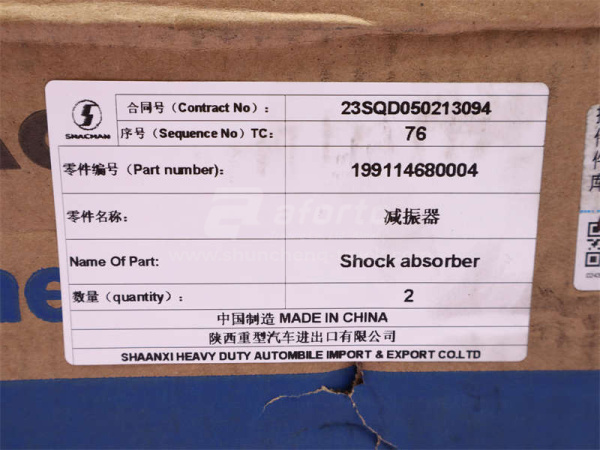 SHACMAN
合同号（Contract No）： 23SQD050213094
序号（Sequence No）TC: 76
零件编号（Part number）: 199114680004
零件名称: 减振器
Name Of Part: Shock absorber
数量（quantity）： 2
中国制造 MADE IN CHINA
陕西重型汽车进出口有限公司
SHAANXI HEAVY DUTY AUTOMBILE IMPORT & EXPORT CO.LTD
件
库